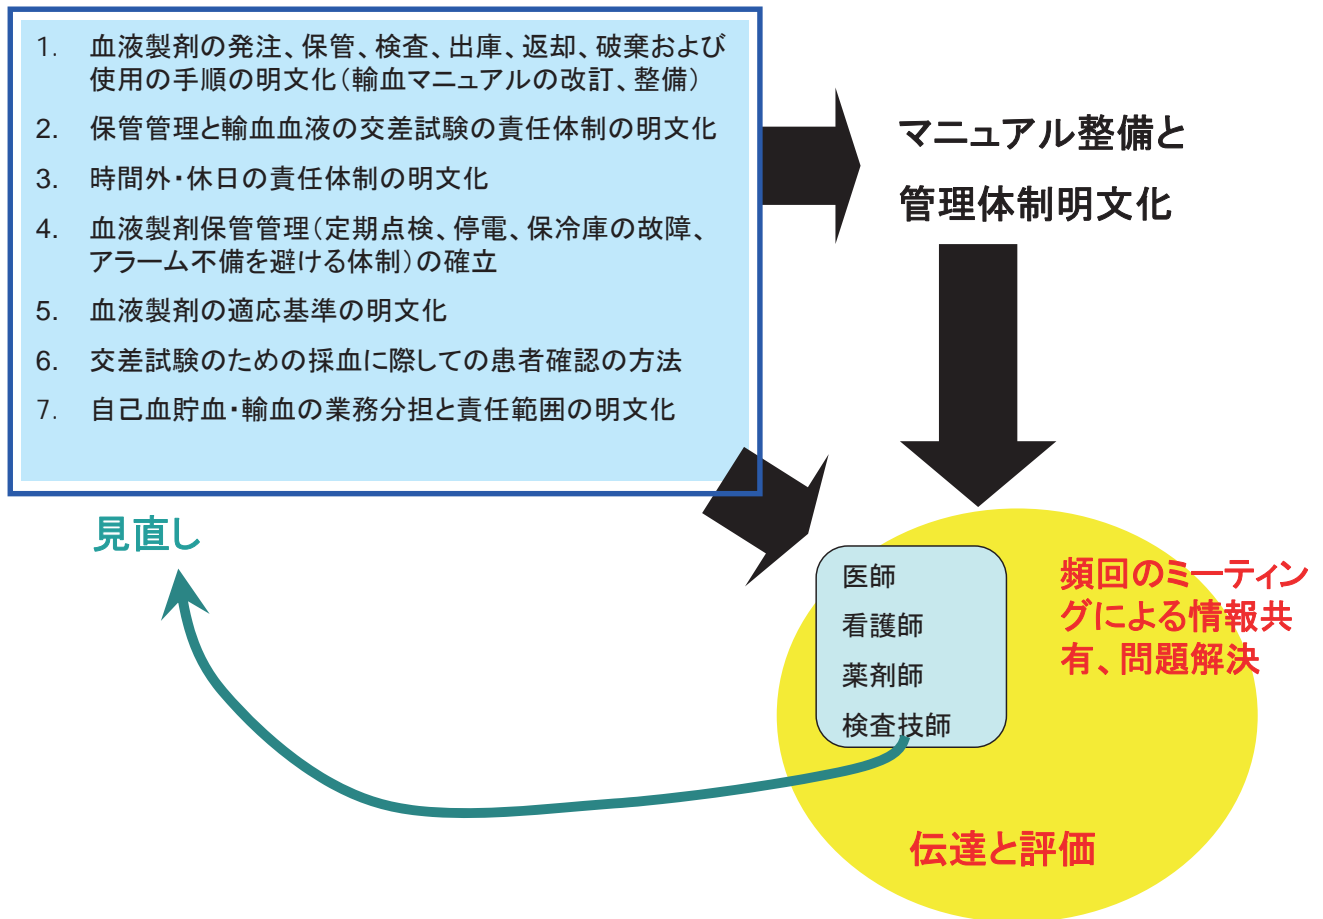 1. 血液製剤の発注、保管、検査、出庫、返却、破棄および
使用の手順の明文化（輸血マニュアルの改訂、整備）
2. 保管管理と輸血血液の交差試験の責任体制の明文化
3. 時間外・休日の責任体制の明文化
4. 血液製剤保管管理（定期点検、停電、保冷庫の故障、
アラーム不備を避ける体制）の確立
5. 血液製剤の適応基準の明文化
6. 交差試験のための採血に際しての患者確認の方法
7. 自己血貯血・輸血の業務分担と責任範囲の明文化
マニュアル整備と
管理体制明文化
見直し
医師
看護師
薬剤師
検査技師
頻回のミーティン
グによる情報共
有、問題解決
伝達と評価